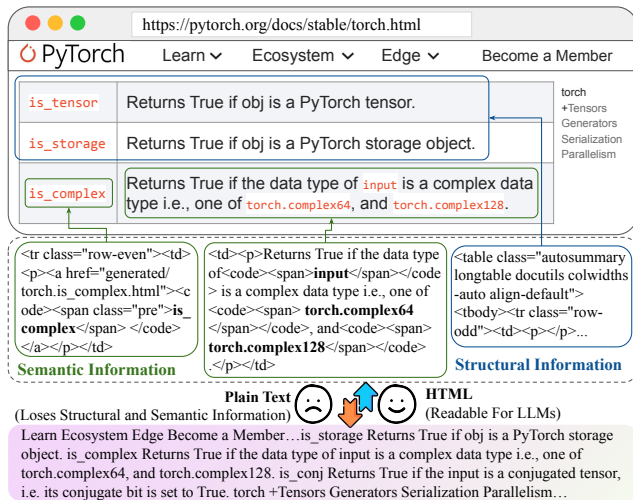 https://pytorch.org/docs/stable/torch.html
PyTorch Learn Ecosystem Edge Become a Member
is_tensor Returns True if obj is a PyTorch tensor.
is_storage Returns True if obj is a PyTorch storage object.
is_complex Returns True if the data type of input is a complex data
type i.e., one of torch.complex64, and torch.complex128.
torch
+Tensors
Generators
Serialization
Parallelism
<tr class="row-even"><td>
<p><a href="generated/
torch.is_complex.html"><c
ode><span class="pre">is_
complex</span> </code>
</a></p></td>
Semantic Information
<td><p>Returns True if the data type
of<code><span>input</span></code
> is a complex data type i.e., one of
<code><span> torch.complex64
</span></code>, and<code><span>
torch.complex128</span></code>
.</p></td>
<table class="autosummary
longtable docutils colwidths
-auto align-default">
<tbody><tr class="row-
odd"><td><p></p>...
Structural Information
Plain Text
(Loses Structural and Semantic Information)
HTML
(Readable For LLMs)
Learn Ecosystem Edge Become a Member…is_storage Returns True if obj is a PyTorch storage
object. is_complex Returns True if the data type of input is a complex data type i.e., one of
torch.complex64, and torch.complex128. is_conj Returns True if the input is a conjugated tensor,
i.e. its conjugate bit is set to True. torch +Tensors Generators Serialization Parallelism…